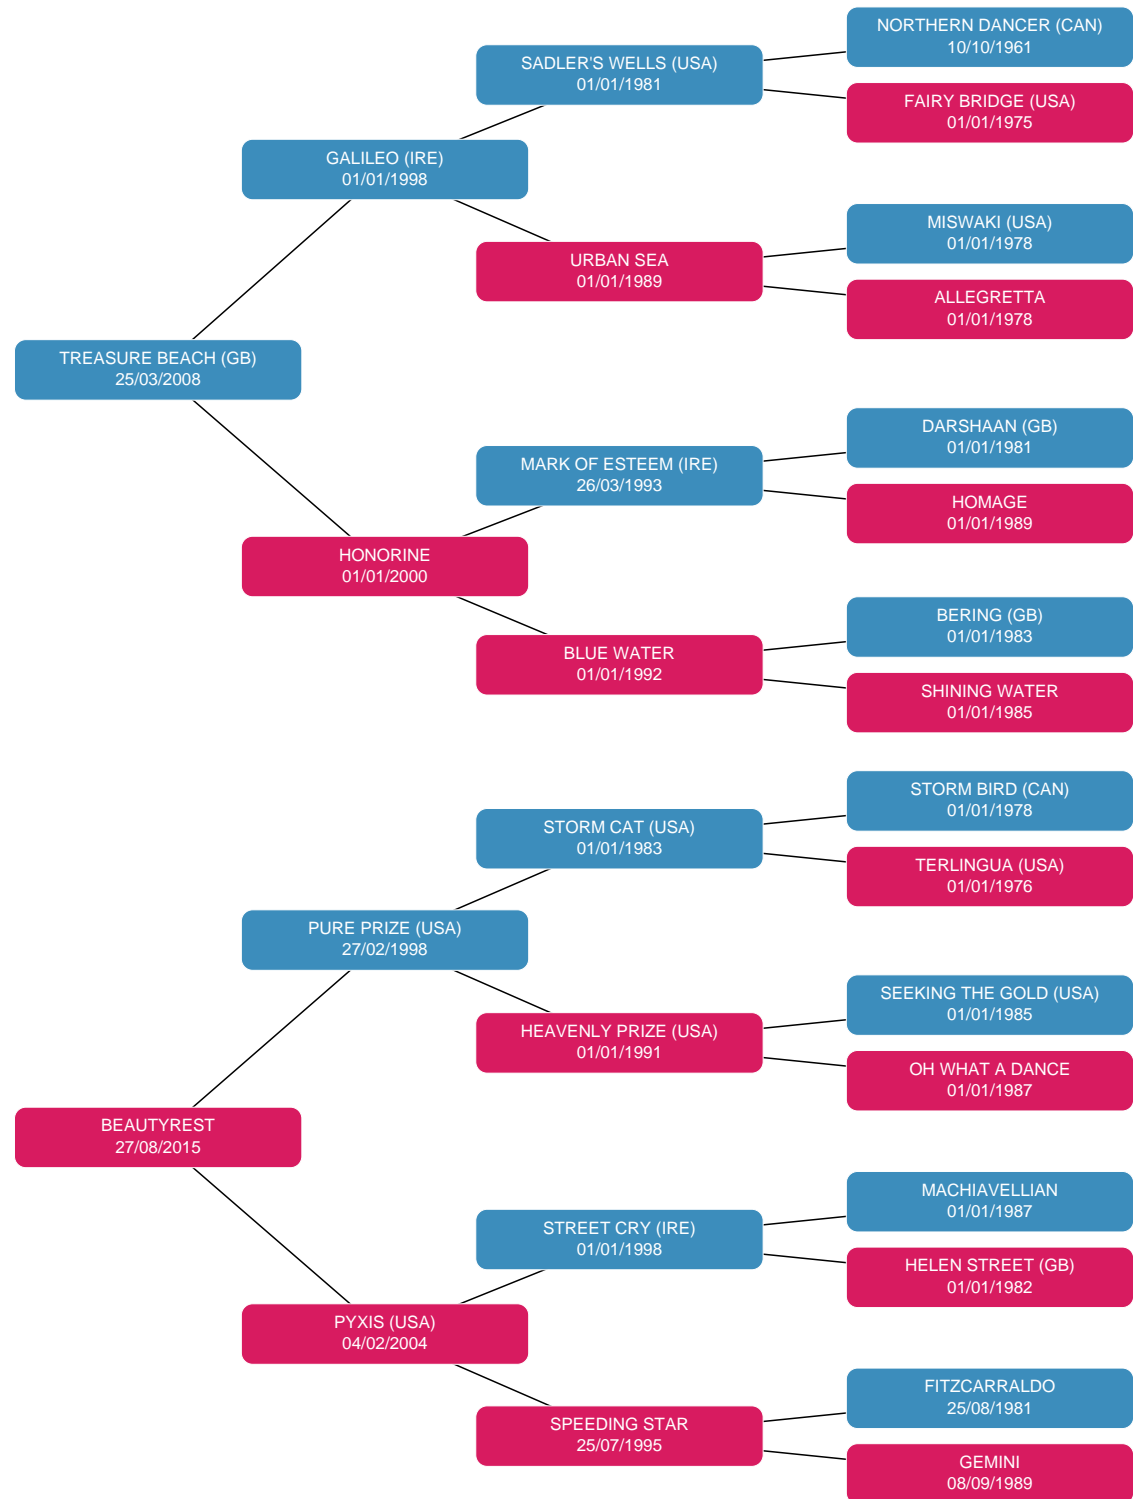 NORTHERN DANCER (CAN)
10/10/1961
SADLER'S WELLS (USA)
01/01/1981
FAIRY BRIDGE (USA)
01/01/1975
GALILEO (IRE)
01/01/1998
MISWAKI (USA)
01/01/1978
URBAN SEA
01/01/1989
ALLEGRETTA
01/01/1978
TREASURE BEACH (GB)
25/03/2008
DARSHAAN (GB)
01/01/1981
MARK OF ESTEEM (IRE)
26/03/1993
HOMAGE
01/01/1989
HONORINE
01/01/2000
BERING (GB)
01/01/1983
BLUE WATER
01/01/1992
SHINING WATER
01/01/1985
STORM BIRD (CAN)
01/01/1978
STORM CAT (USA)
01/01/1983
TERLINGUA (USA)
01/01/1976
PURE PRIZE (USA)
27/02/1998
SEEKING THE GOLD (USA)
01/01/1985
HEAVENLY PRIZE (USA)
01/01/1991
OH WHAT A DANCE
01/01/1987
BEAUTYREST
27/08/2015
MACHIAVELLIAN
01/01/1987
STREET CRY (IRE)
01/01/1998
HELEN STREET (GB)
01/01/1982
PYXIS (USA)
04/02/2004
FITZCARRALDO
25/08/1981
SPEEDING STAR
25/07/1995
GEMINI
08/09/1989